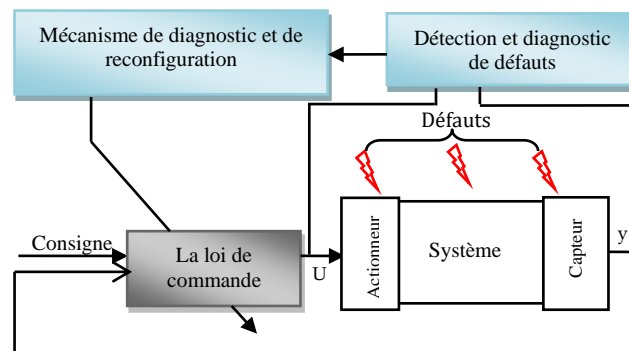 Mécanisme de diagnostic et de
reconfiguration
Détection et diagnostic
de défauts
Défauts
Consigne
La loi de
commande
U
Actionneur
Système
Capteur
y